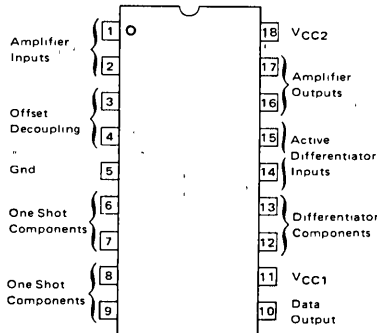 1
18 VCC2
Amplifier
Inputs
2
17
Amplifier
Outputs
16
3
Offset
Decoupling
4
15
Active
Differentiator
Inputs
14
Gnd
5
6
One Shot
Components
7
13
Differentiator
Components
12
8
One Shot
Components
9
11 VCC1
10 Data
Output